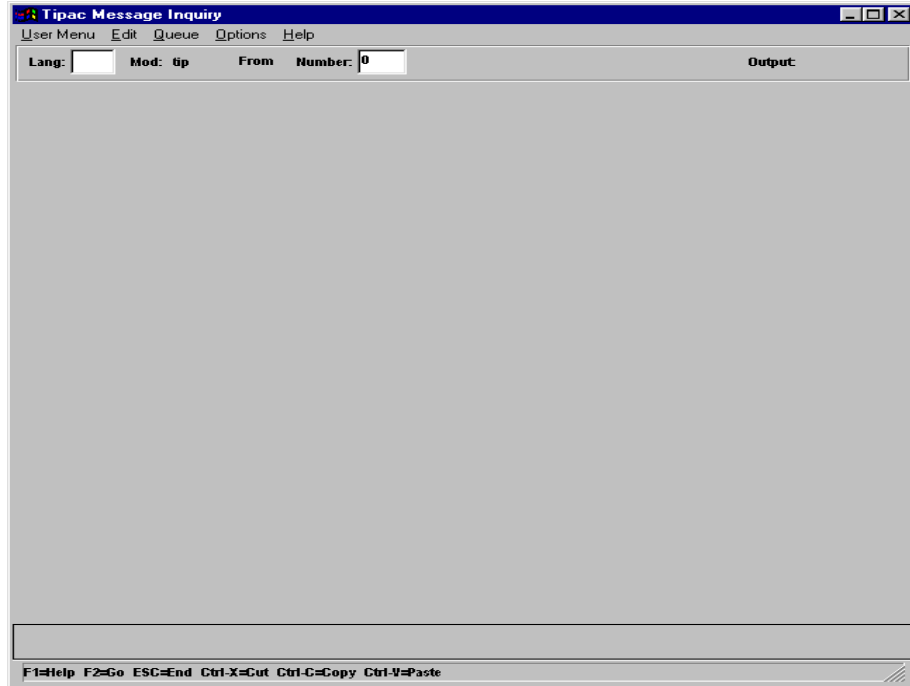 Tipac Message Inquiry
User Menu Edit Queue Options Help
Lang: Mod: tip From Number: 0 Output:
F1=Help F2=Go ESC=End Ctrl-X=Cut Ctrl-C=Copy Ctrl-V=Paste